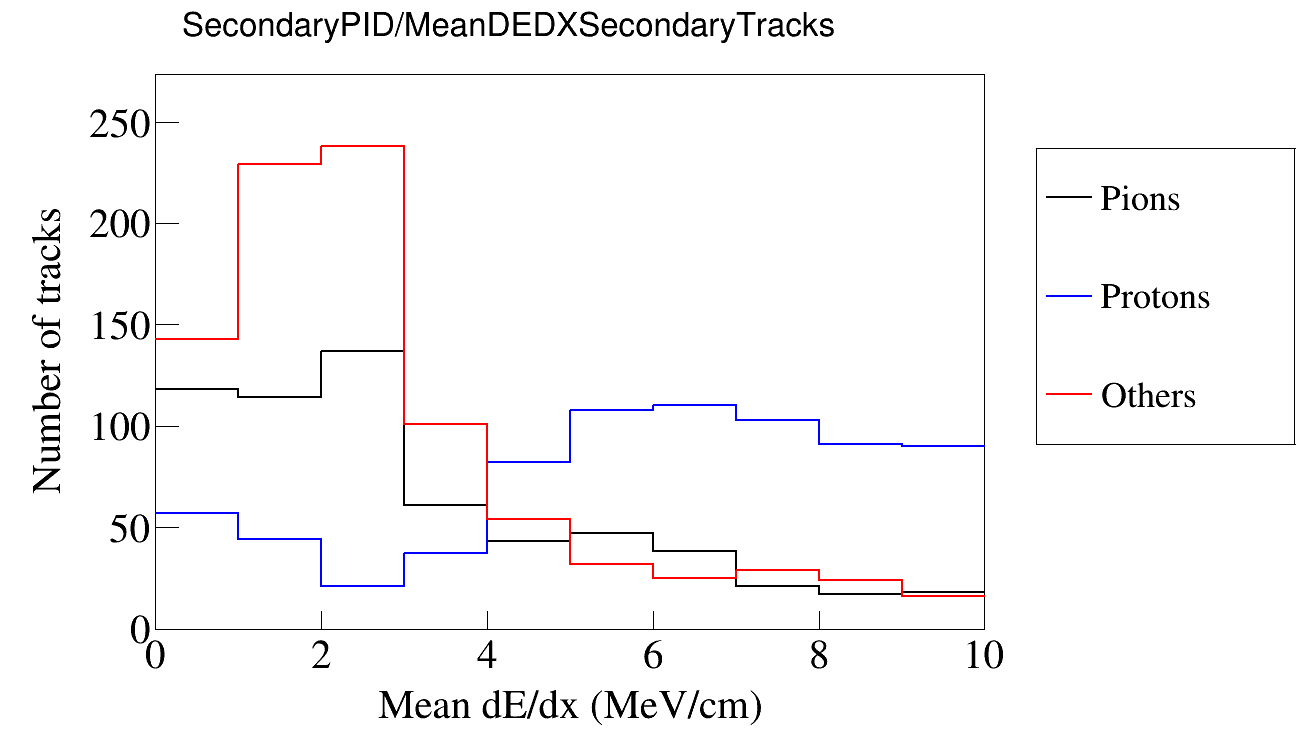 SecondaryPID/MeanDEDXSecondaryTracks
250
200
150
100
50
0
0 2 4 6 8 10
Number of tracks
Mean dE/dx (MeV/cm)
Pions
Protons
Others